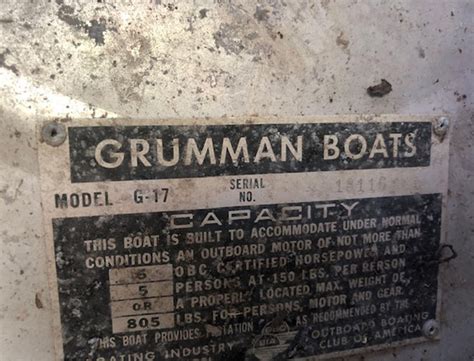 GRUMMAN BOATS
MODEL G-17 SERIAL NO.
CAPACITY
THIS BOAT IS BUILT TO ACCOMMODATE UNDER NORMAL
CONDITIONS AN OUTBOARD MOTOR OF NOT MORE THAN
O.B.C. CERTIFIED HORSEPOWER AND.
5 PERSONS AT 150 LBS. PER PERSON
OR A PROPERLY LOCATED MAX. WEIGHT OF
805 LBS. FOR PERSONS, MOTOR AND GEAR.
THIS BOAT PROVIDES FLOTATION AS RECOMMENDED BY THE
BOATING INDUSTRY OUTBOARD BOATING
CLUB OF AMERICA